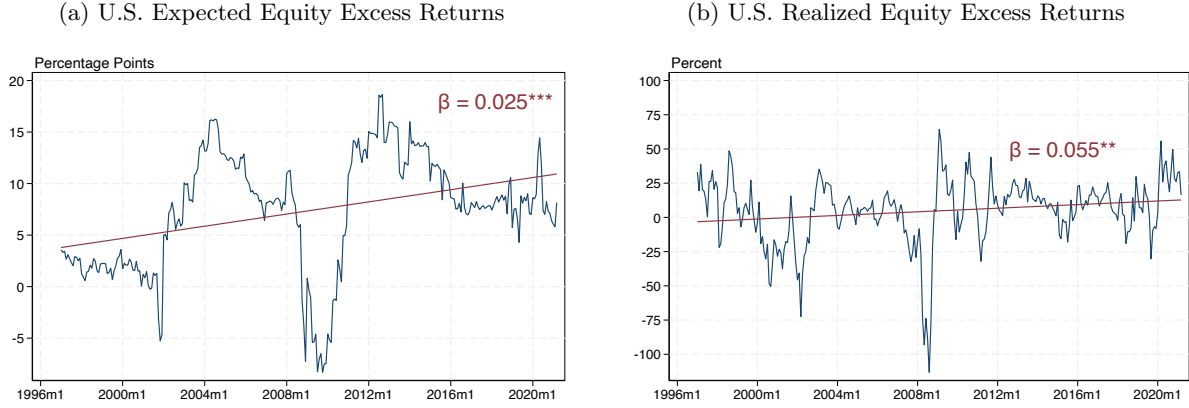 (a) U.S. Expected Equity Excess Returns
Percentage Points
20
15
10
5
0
-5
β = 0.025***
1996m1 2000m1 2004m1 2008m1 2012m1 2016m1 2020m1
(b) U.S. Realized Equity Excess Returns
Percent
100
75
50
25
0
-25
-50
-75
-100
β = 0.055**
1996m1 2000m1 2004m1 2008m1 2012m1 2016m1 2020m1